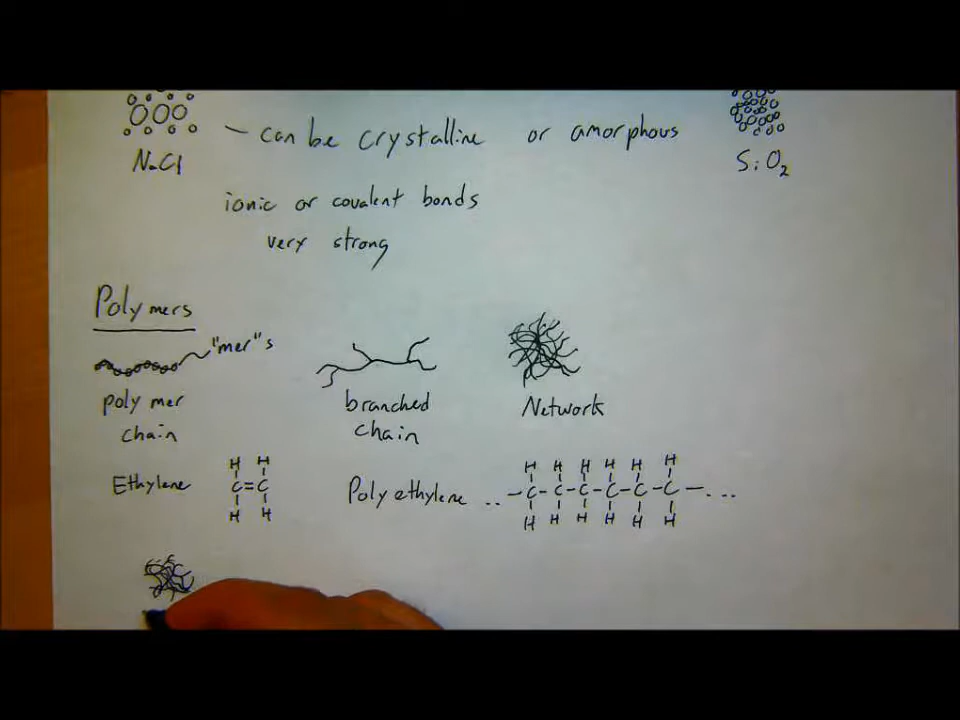 – can be crystalline or amorphous
NaCl
SiO2
ionic or covalent bonds
very strong
Polymers
"mer"s
polymer
chain
branched
chain
Network
Ethylene
H H
C=C
H H
Polyethylene
H H H H H H
.. –C–C–C–C–C–C– ...
H H H H H H